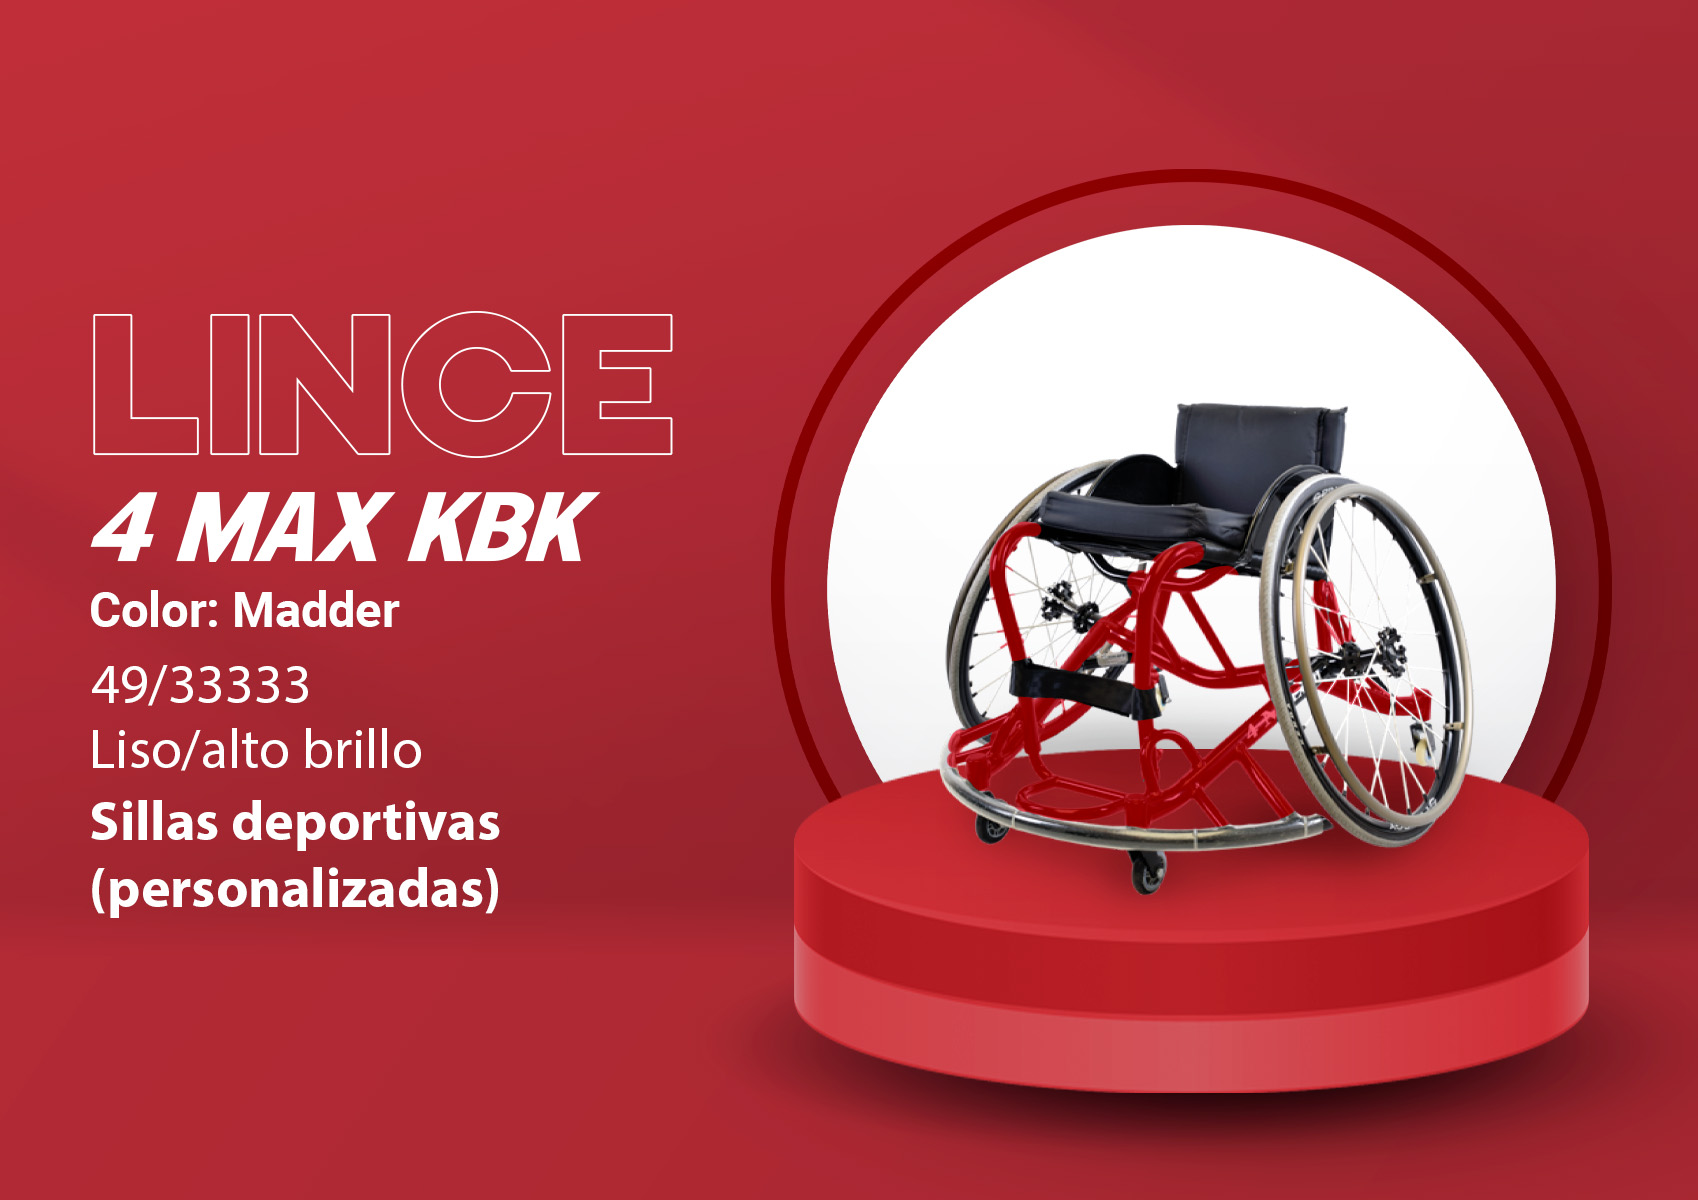 LINCE
4 MAX KBK
Color: Madder
49/33333
Liso/alto brillo
Sillas deportivas
(personalizadas)